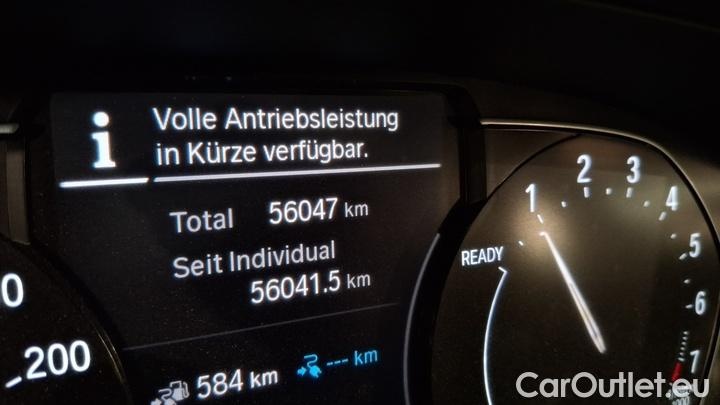 Volle Antriebsleistung
in Kürze verfügbar.
Total 56047 km
Seit Individual
56041.5 km
584 km --- km
0
200
READY
1
2
3
4
5
6
7
CarOutlet.eu